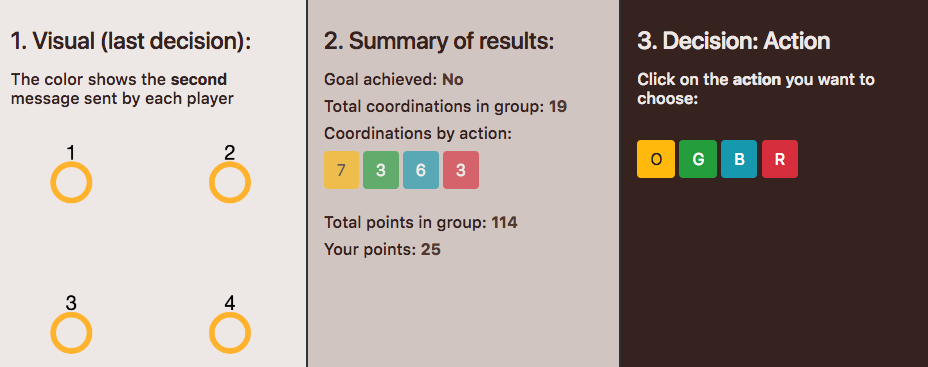 1. Visual (last decision):
The color shows the second
message sent by each player
1 2
3 4
2. Summary of results:
Goal achieved: No
Total coordinations in group: 19
Coordinations by action:
7 3 6 3
Total points in group: 114
Your points: 25
3. Decision: Action
Click on the action you want to
choose:
O G B R